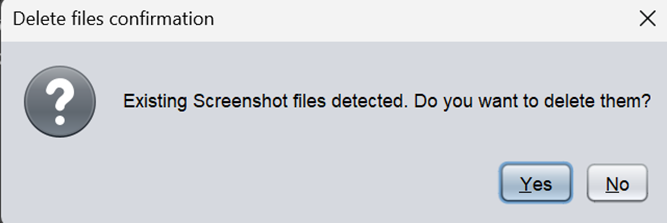 Delete files confirmation
Existing Screenshot files detected. Do you want to delete them?
Yes No